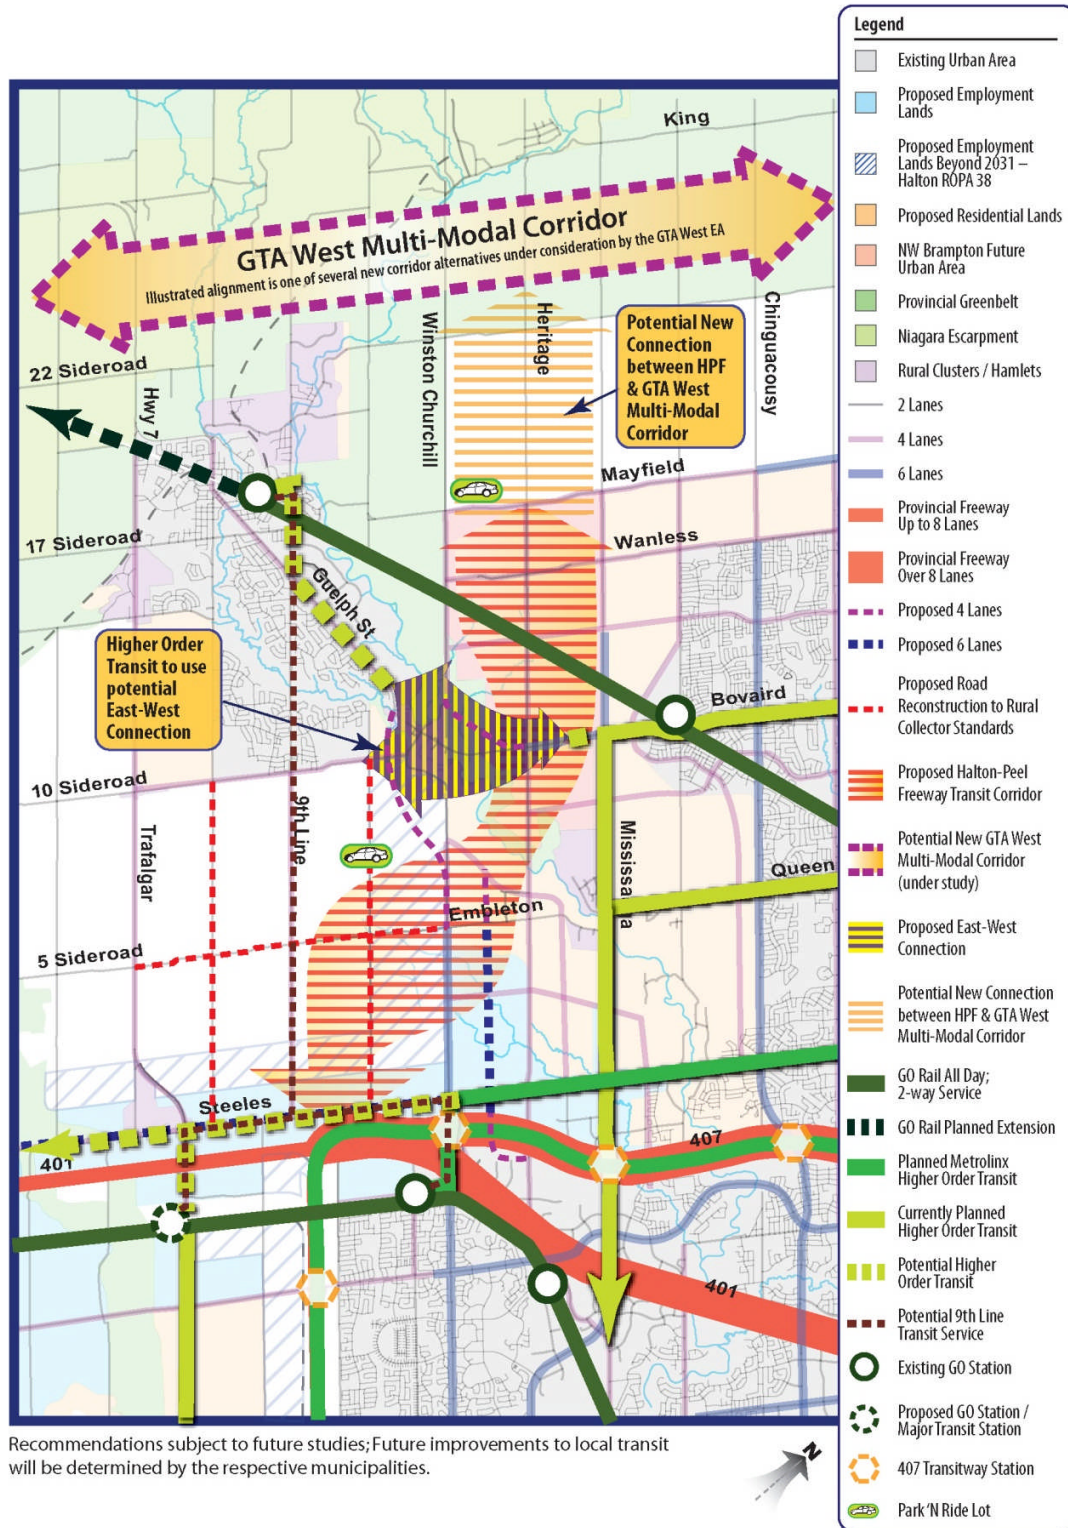 King
GTA West Multi-Modal Corridor
Illustrated alignment is one of several new corridor alternatives under consideration by the GTA West EA
22 Sideroad
Hwy 7
Winston Churchill
Heritage
Chinguacousy
Potential New
Connection
between HPF
& GTA West
Multi-Modal
Corridor
Mayfield
17 Sideroad
Wanless
Guelph St
Higher Order
Transit to use
potential
East-West
Connection
Bovaird
10 Sideroad
Trafalgar
9th Line
Queen
Embleton
5 Sideroad
Steeles
401
407
401
Recommendations subject to future studies; Future improvements to local transit
will be determined by the respective municipalities.
N
Legend
Existing Urban Area
Proposed Employment
Lands
Proposed Employment
Lands Beyond 2031 –
Halton ROPA 38
Proposed Residential Lands
NW Brampton Future
Urban Area
Provincial Greenbelt
Niagara Escarpment
Rural Clusters / Hamlets
2 Lanes
4 Lanes
6 Lanes
Provincial Freeway
Up to 8 Lanes
Provincial Freeway
Over 8 Lanes
Proposed 4 Lanes
Proposed 6 Lanes
Proposed Road
Reconstruction to Rural
Collector Standards
Proposed Halton-Peel
Freeway Transit Corridor
Potential New GTA West
Multi-Modal Corridor
(under study)
Proposed East-West
Connection
Potential New Connection
between HPF & GTA West
Multi-Modal Corridor
GO Rail All Day;
2-way Service
GO Rail Planned Extension
Planned Metrolinx
Higher Order Transit
Currently Planned
Higher Order Transit
Potential Higher
Order Transit
Potential 9th Line
Transit Service
Existing GO Station
Proposed GO Station /
Major Transit Station
407 Transitway Station
Park 'N Ride Lot